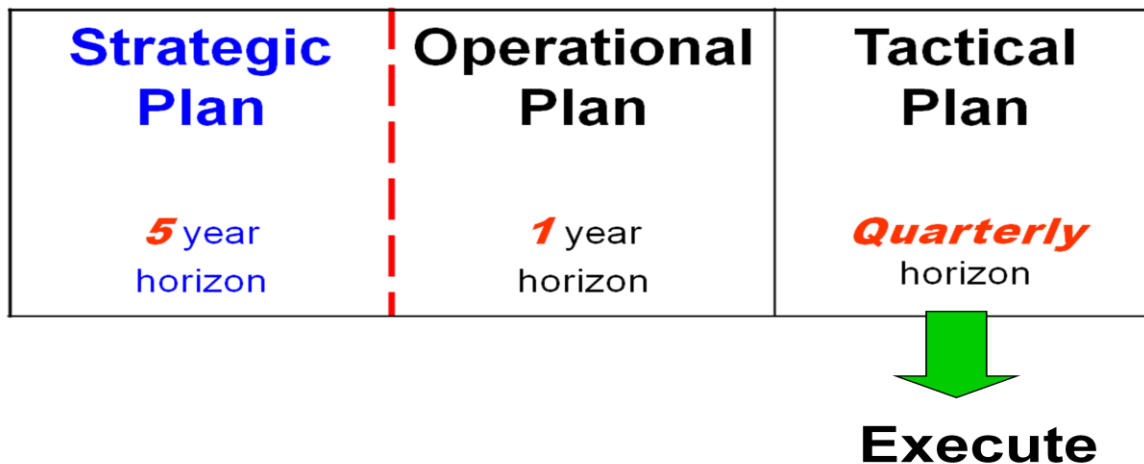 Strategic
Plan
5 year
horizon
Operational
Plan
1 year
horizon
Tactical
Plan
Quarterly
horizon
Execute